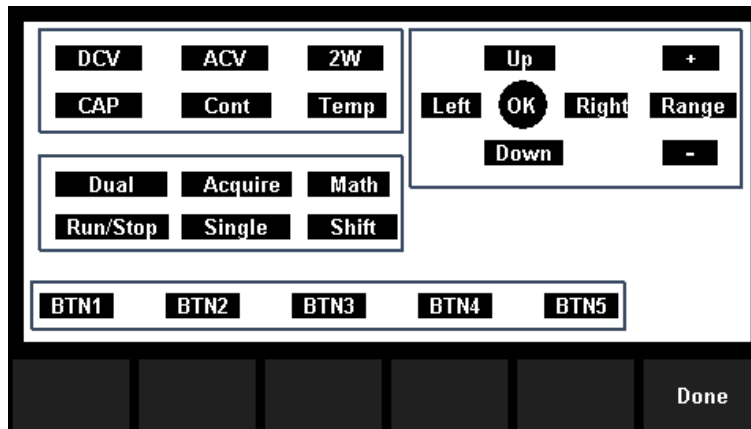 DCV ACV 2W
CAP Cont Temp
Up +
Left OK Right Range
Down -
Dual Acquire Math
Run/Stop Single Shift
BTN1 BTN2 BTN3 BTN4 BTN5
Done